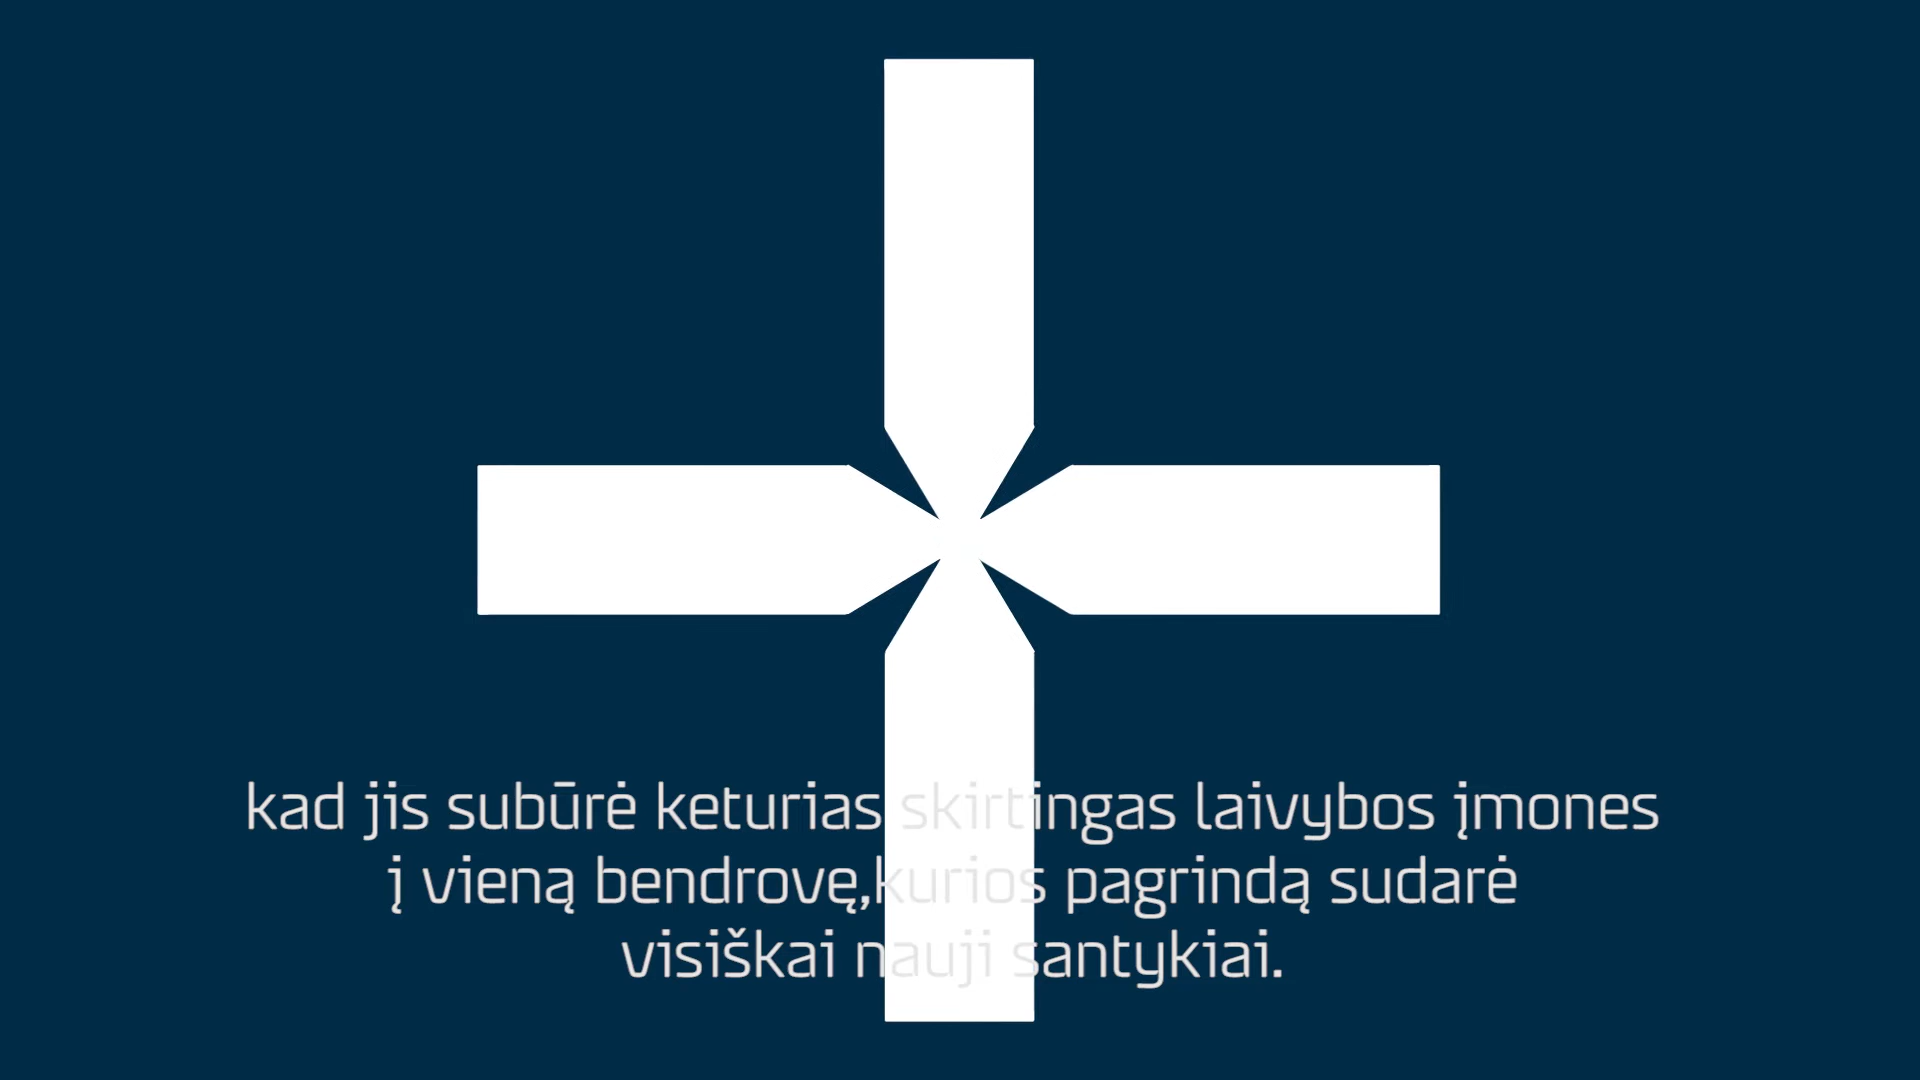 kad jis subūrė keturias skirtingas laivybos įmones
į vieną bendrovę,kurios pagrindą sudarė
visiškai nauji santykiai.